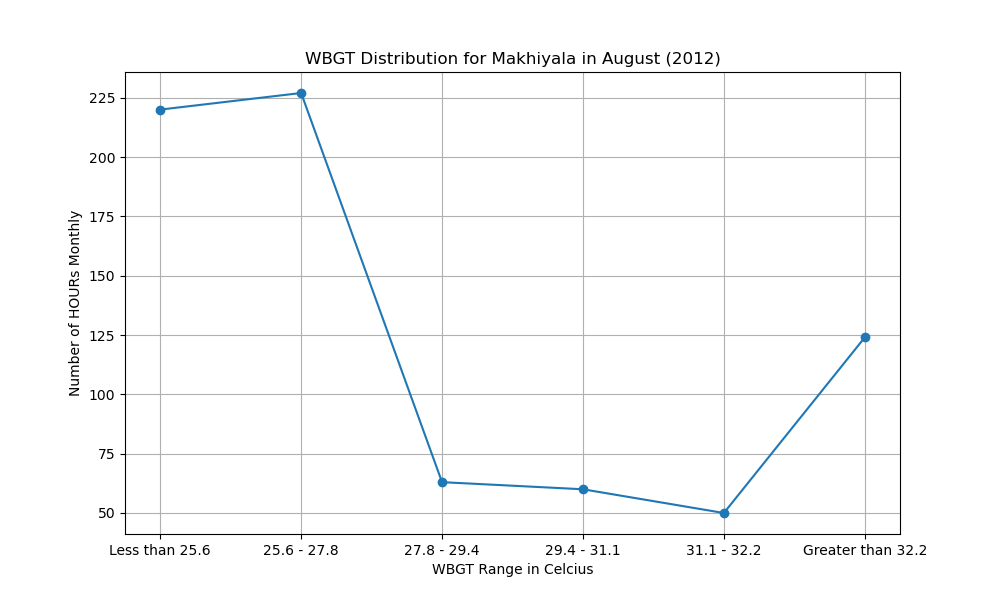 WBGT Distribution for Makhiyala in August (2012)
Number of HOURs Monthly
225
200
175
150
125
100
75
50
Less than 25.6
25.6 - 27.8
27.8 - 29.4
29.4 - 31.1
31.1 - 32.2
Greater than 32.2
WBGT Range in Celcius